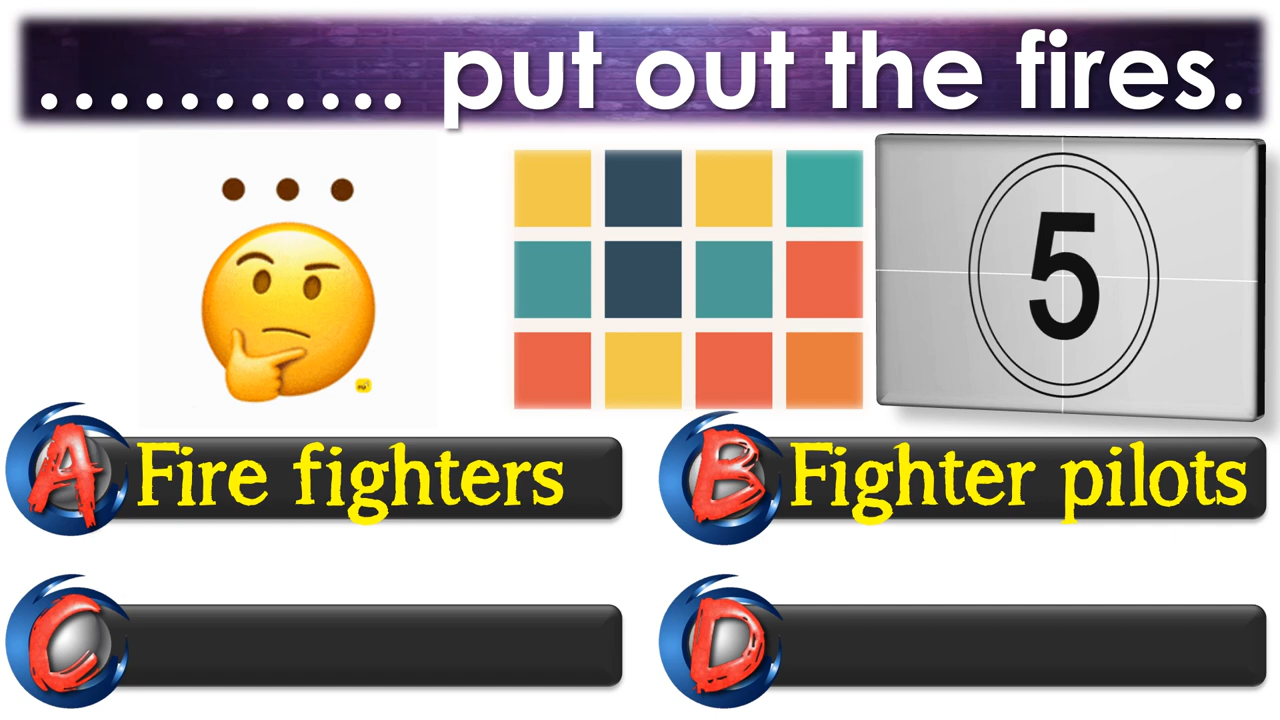 ........... put out the fires.
5
A Fire fighters
B Fighter pilots
C
D